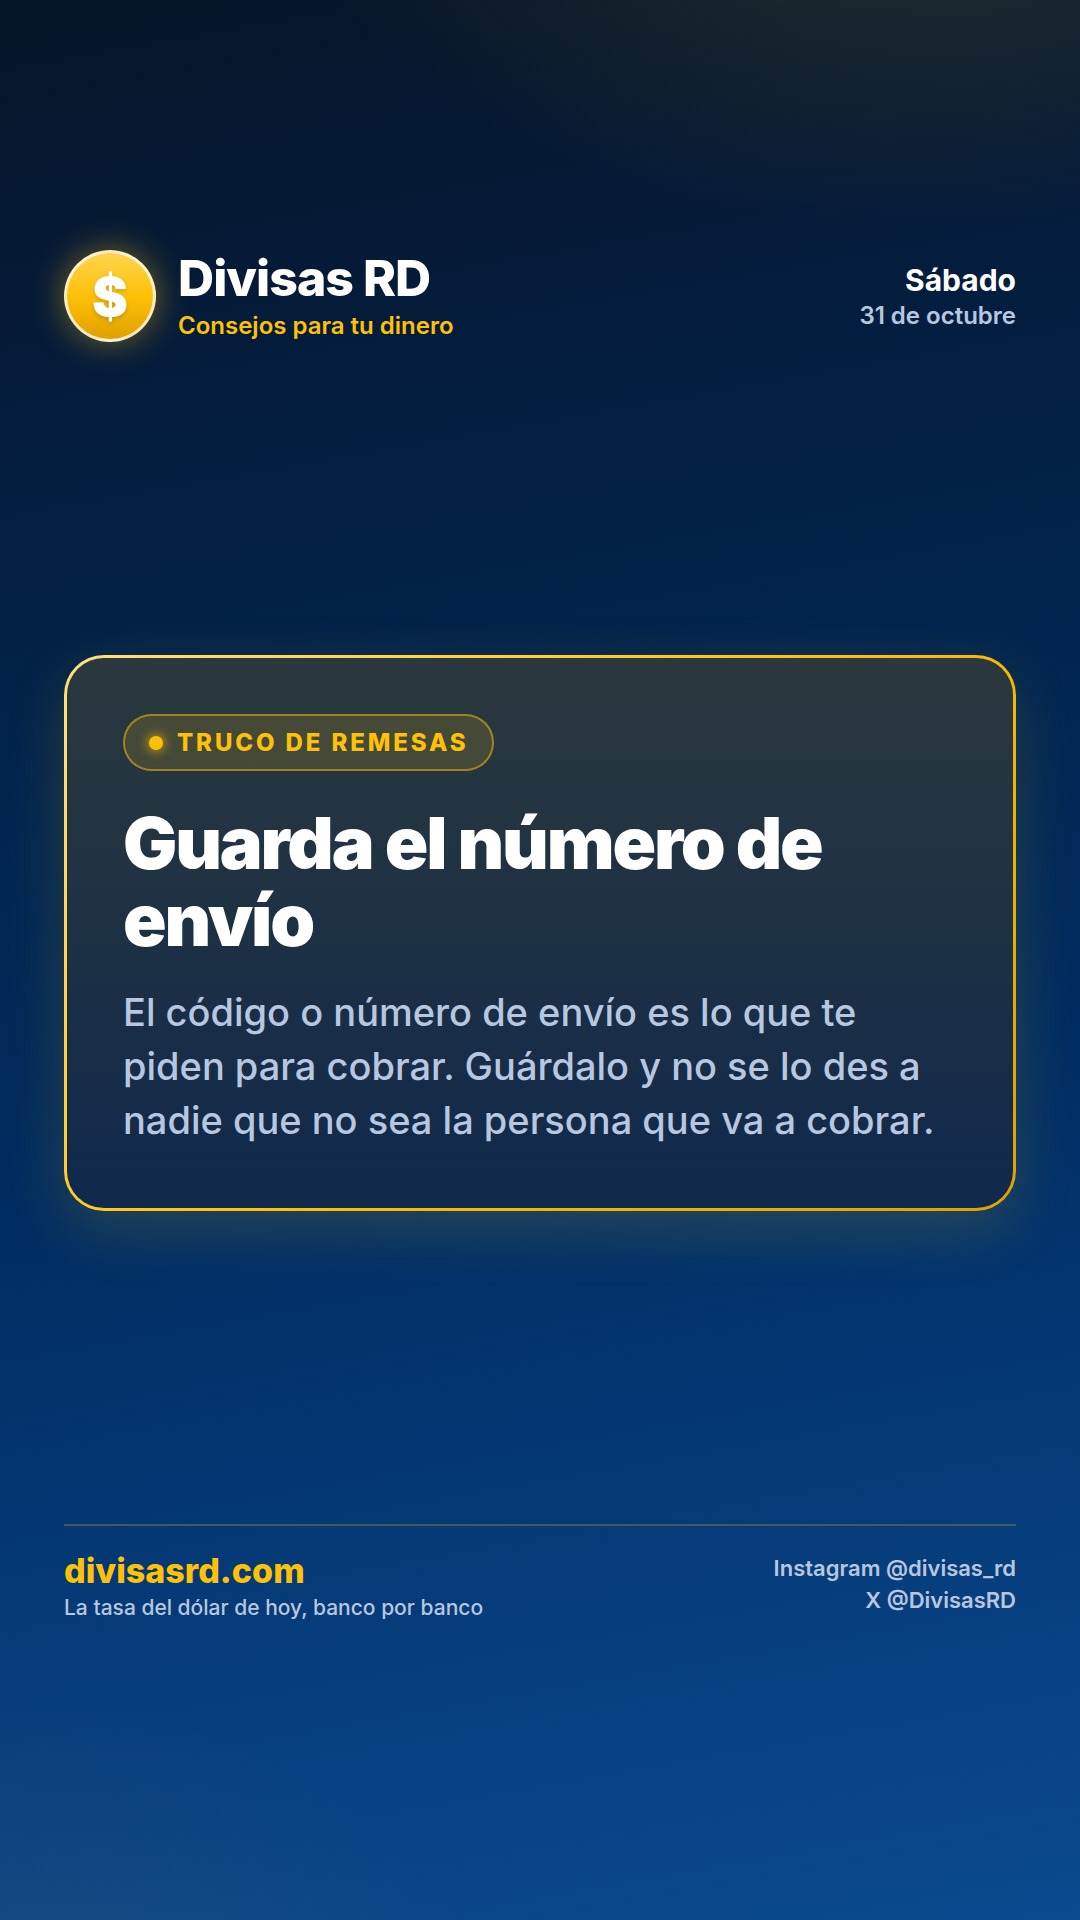 $
Divisas RD
Consejos para tu dinero
Sábado
31 de octubre
TRUCO DE REMESAS
Guarda el número de
envío
El código o número de envío es lo que te
piden para cobrar. Guárdalo y no se lo des a
nadie que no sea la persona que va a cobrar.
divisasrd.com
La tasa del dólar de hoy, banco por banco
Instagram @divisas_rd
X @DivisasRD